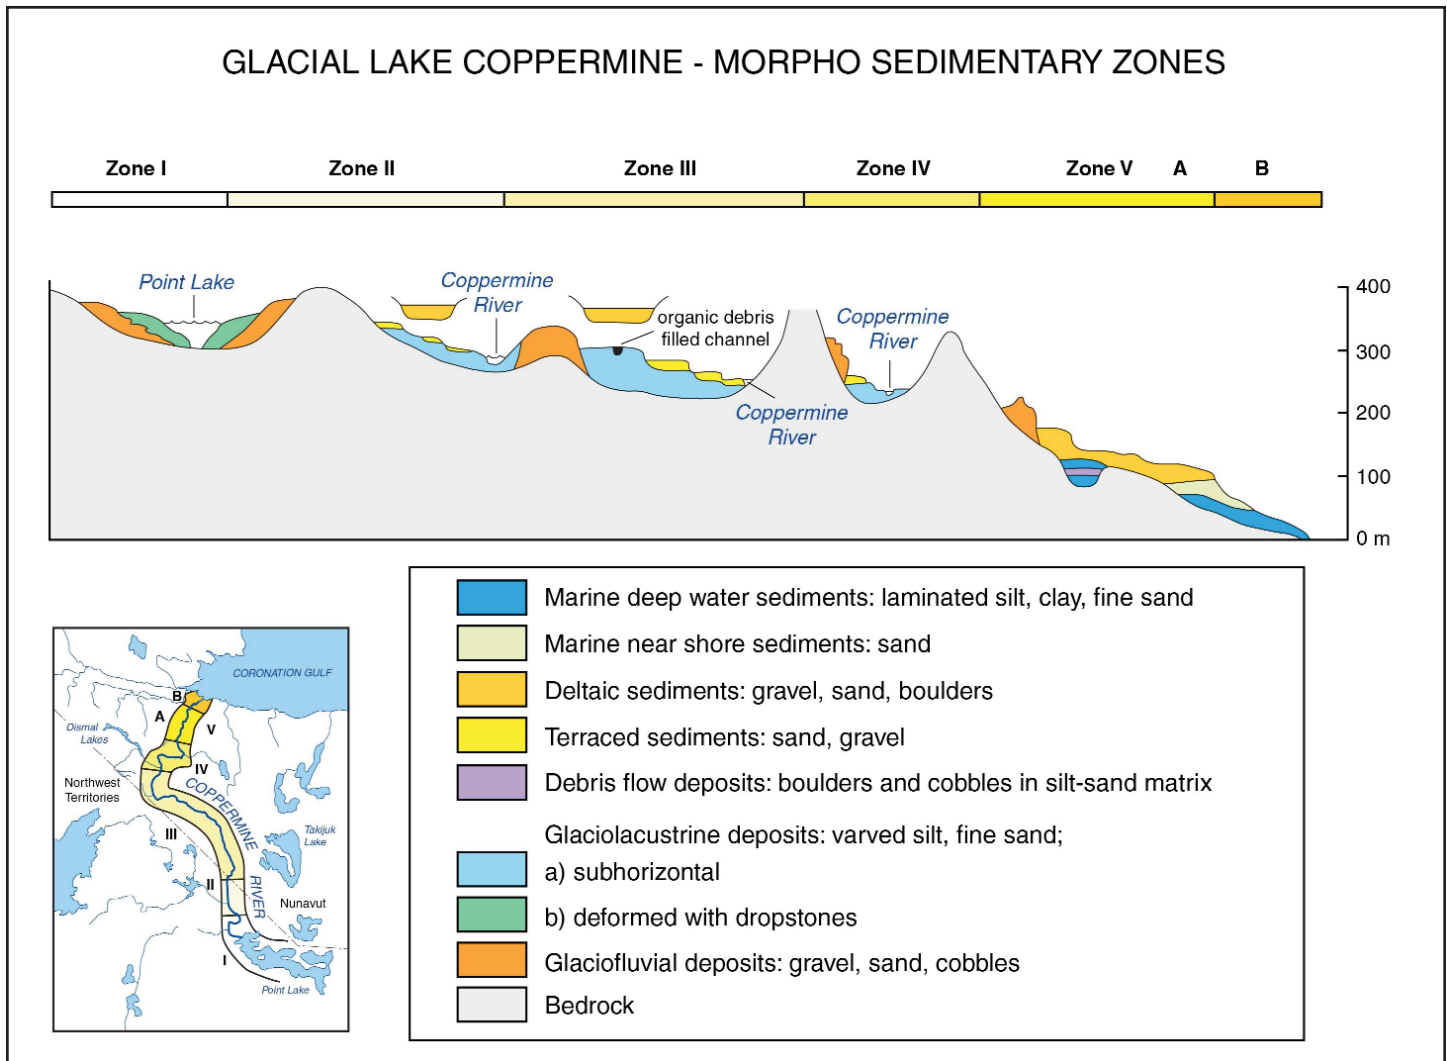 GLACIAL LAKE COPPERMINE - MORPHO SEDIMENTARY ZONES
Zone I
Zone II
Zone III
Zone IV
Zone V
A
B
Point Lake
Coppermine
River
organic debris
filled channel
Coppermine
River
Coppermine
River
400
300
200
100
0 m
Marine deep water sediments: laminated silt, clay, fine sand
Marine near shore sediments: sand
Deltaic sediments: gravel, sand, boulders
Terraced sediments: sand, gravel
Debris flow deposits: boulders and cobbles in silt-sand matrix
Glaciolacustrine deposits: varved silt, fine sand;
a) subhorizontal
b) deformed with dropstones
Glaciofluvial deposits: gravel, sand, cobbles
Bedrock
CORONATION GULF
B
A
V
Dismal
Lakes
IV
Northwest
Territories
COPPERMINE
III
Takijuk
Lake
II
RIVER
Nunavut
I
Point Lake